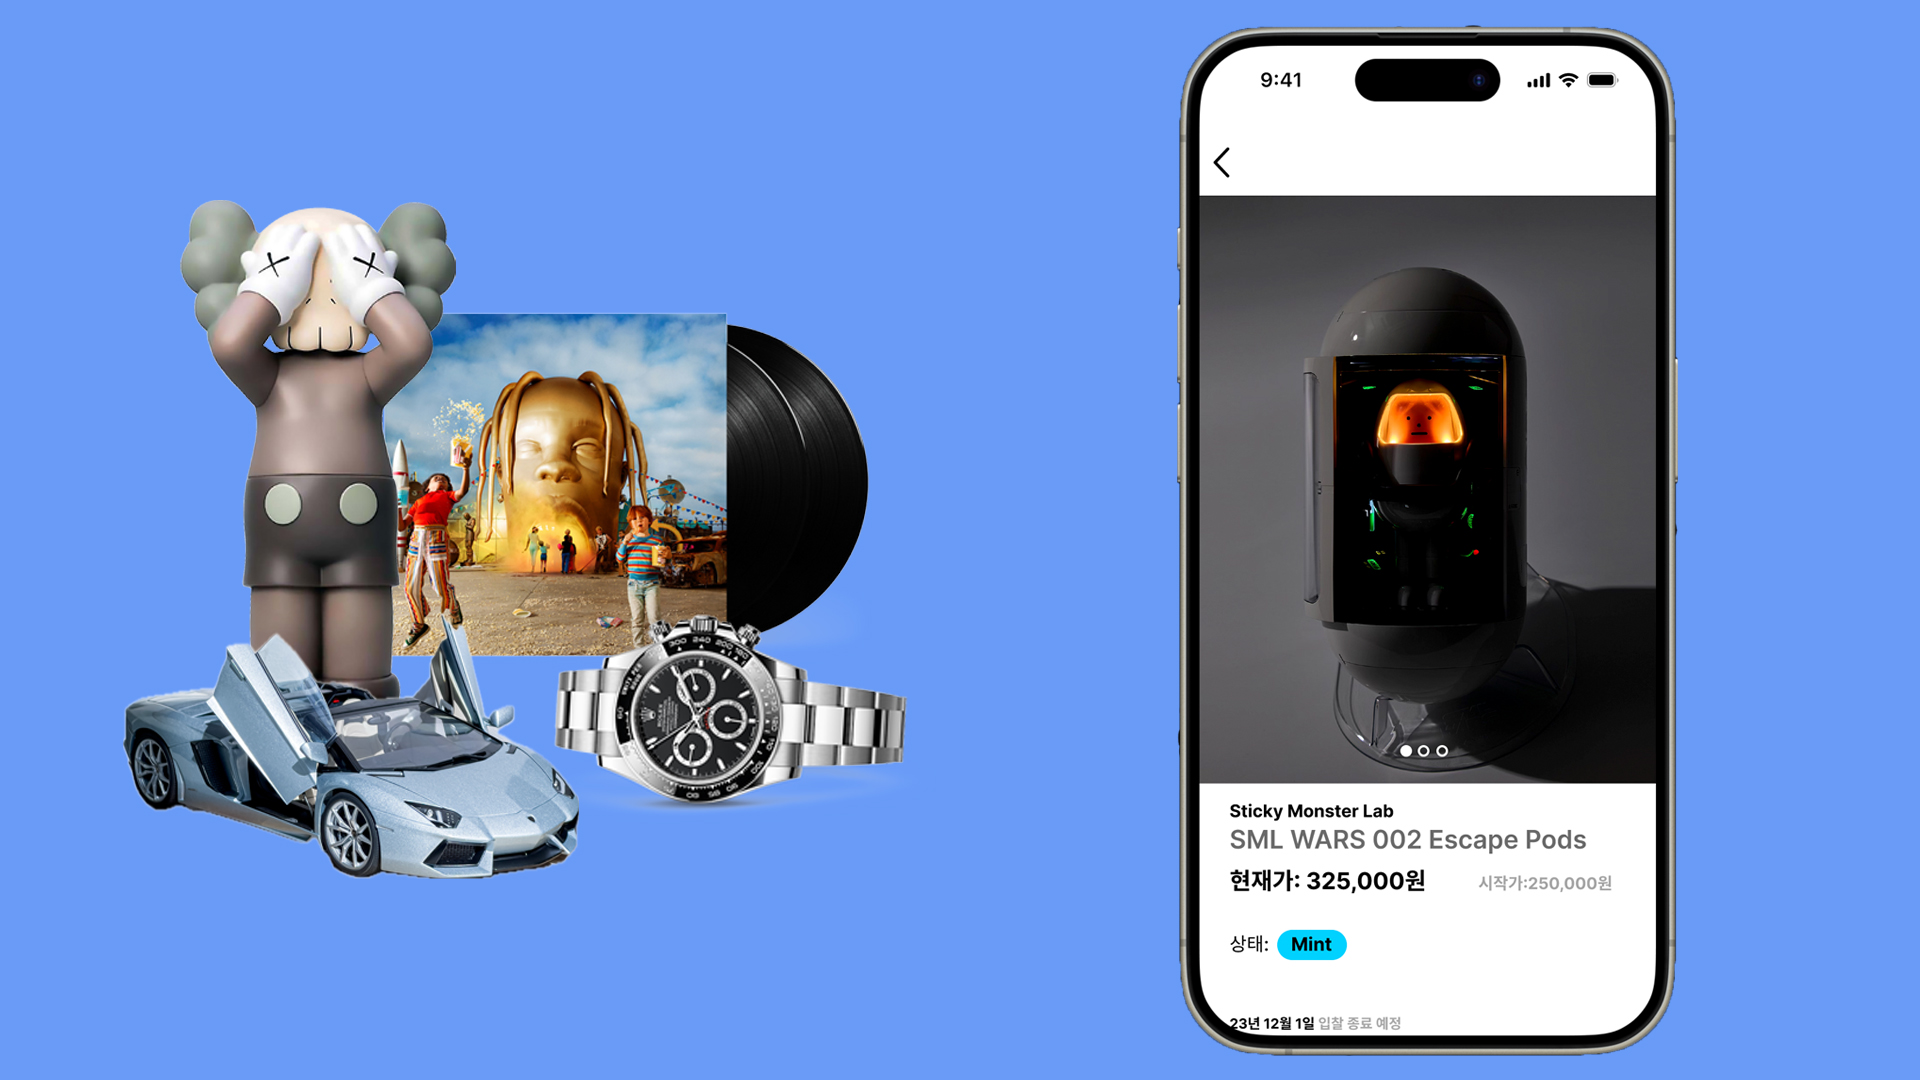 9:41
Sticky Monster Lab
SML WARS 002 Escape Pods
현재가: 325,000원
시작가:250,000원
상태: Mint
23년 12월 1일 입찰 종료 예정